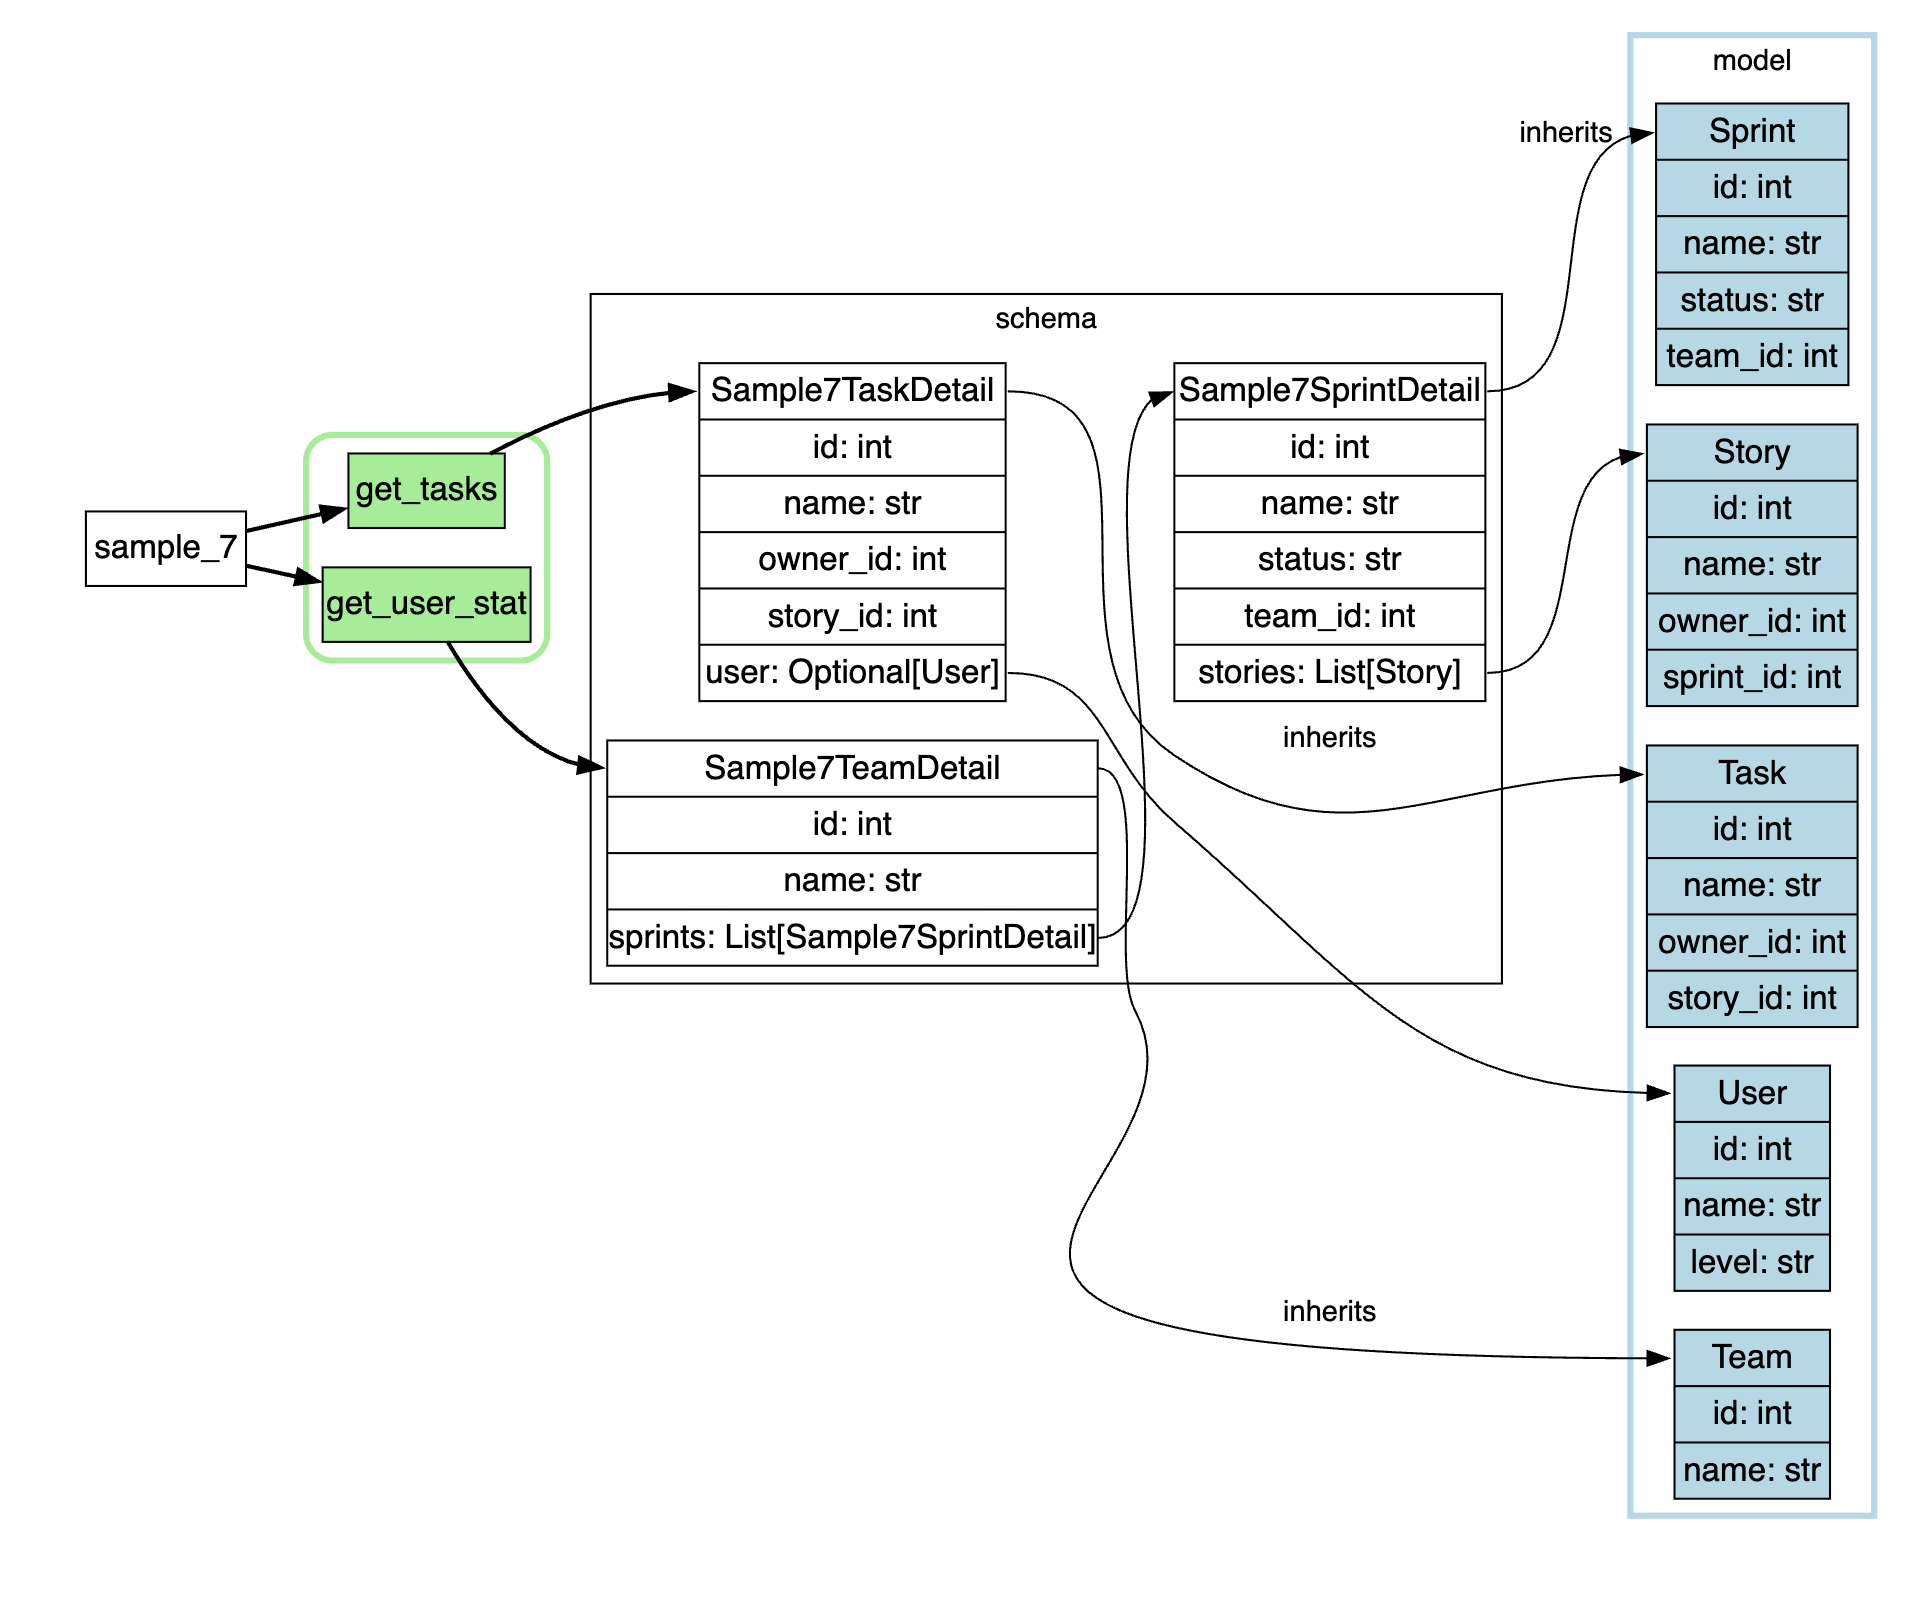 sample_7
get_tasks
get_user_stat
schema
Sample7TaskDetail
id: int
name: str
owner_id: int
story_id: int
user: Optional[User]
Sample7SprintDetail
id: int
name: str
status: str
team_id: int
stories: List[Story]
Sample7TeamDetail
id: int
name: str
sprints: List[Sample7SprintDetail]
inherits
inherits
inherits
model
Sprint
id: int
name: str
status: str
team_id: int
Story
id: int
name: str
owner_id: int
sprint_id: int
Task
id: int
name: str
owner_id: int
story_id: int
User
id: int
name: str
level: str
Team
id: int
name: str